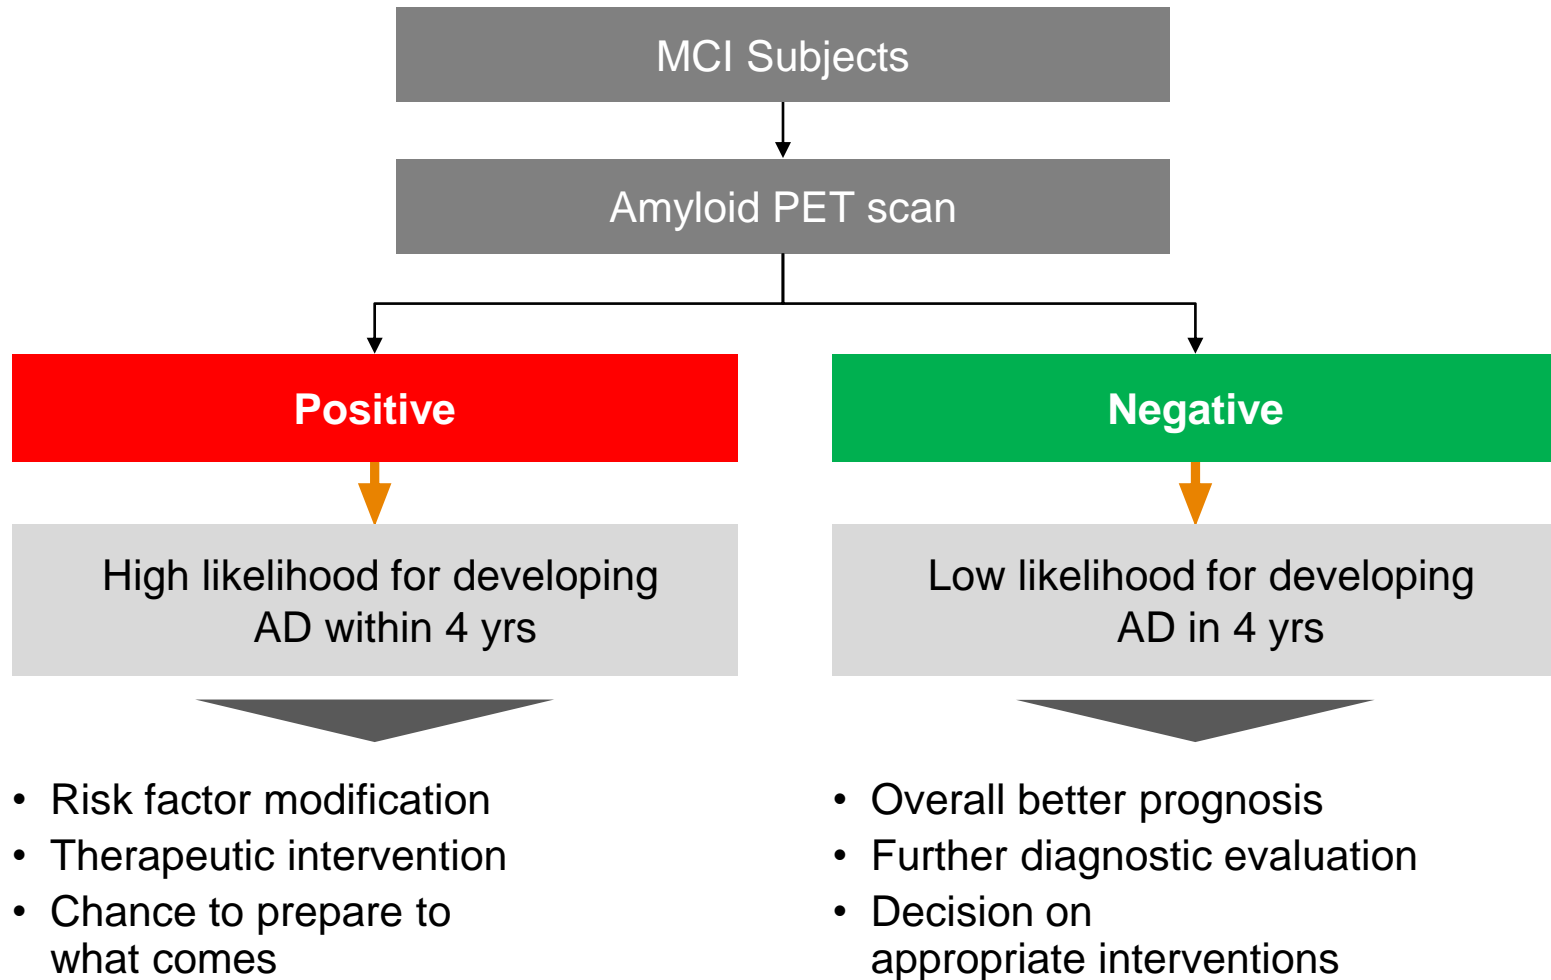 MCI Subjects
Amyloid PET scan
Positive
High likelihood for developing
AD within 4 yrs
• Risk factor modification
• Therapeutic intervention
• Chance to prepare to
what comes
Negative
Low likelihood for developing
AD in 4 yrs
• Overall better prognosis
• Further diagnostic evaluation
• Decision on
appropriate interventions